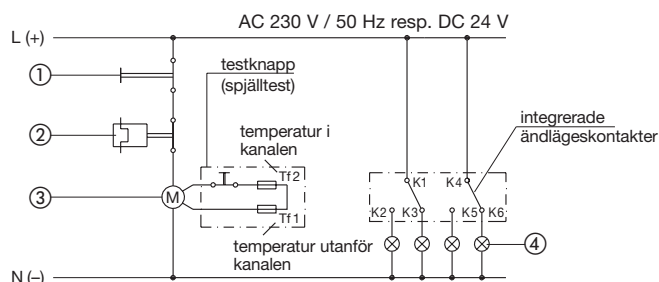 AC 230 V / 50 Hz resp. DC 24 V
L (+)
1
testknapp
(spjälltest)
integrerade
ändlägeskontakter
2
temperatur i
kanalen
Tf2
K1 K4
3
M
Tf1
K2 K3 K5 K6
temperatur utanför
kanalen
4
N (–)